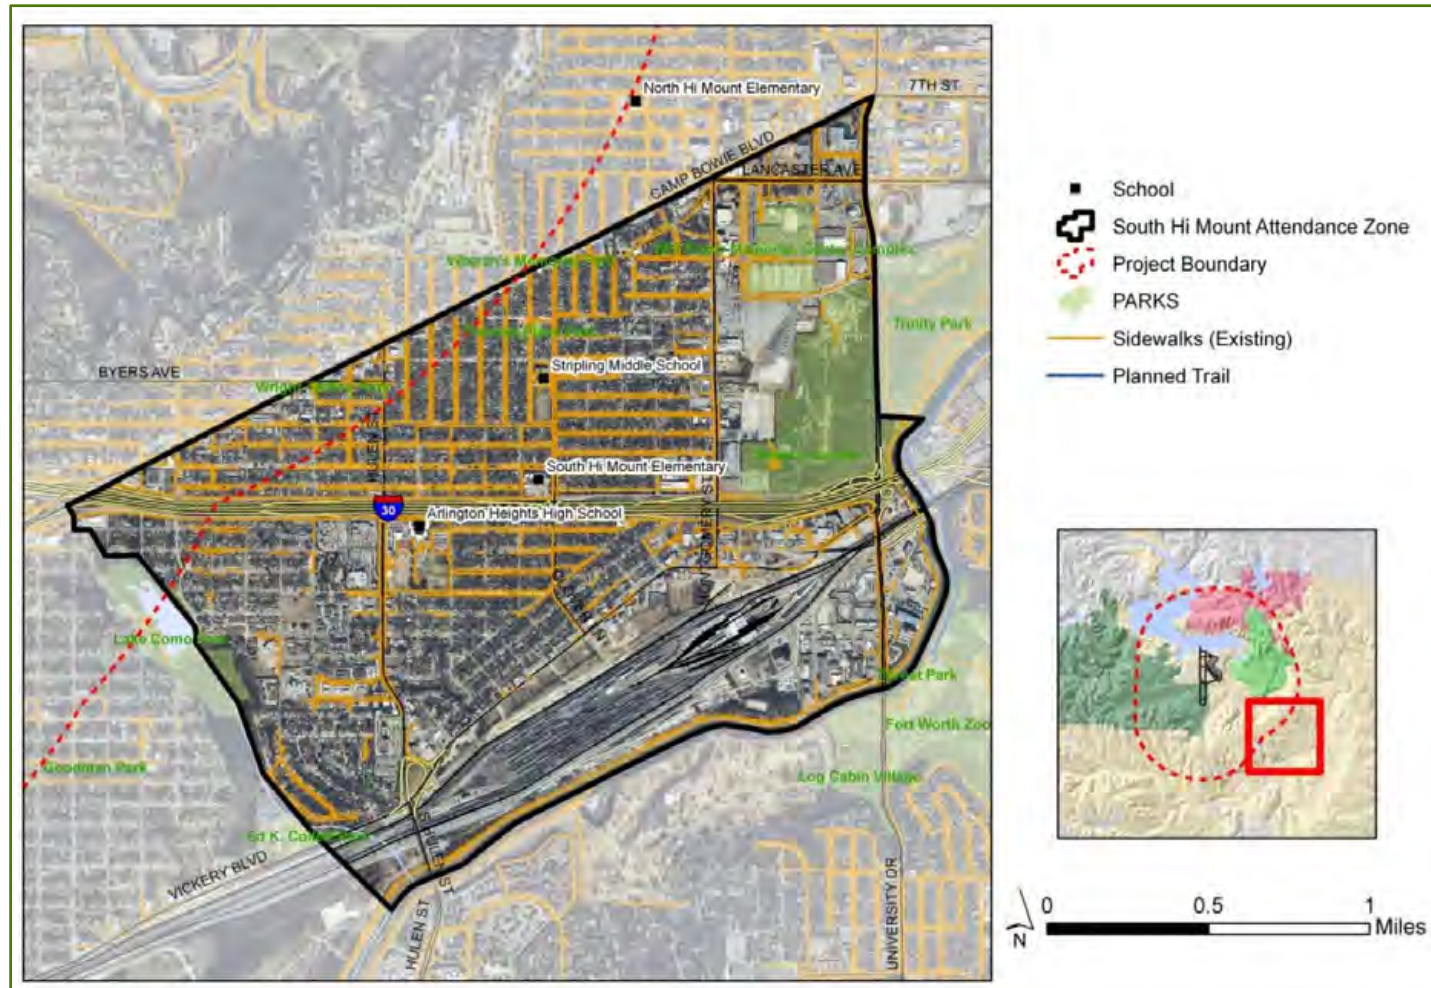 North Hi Mount Elementary
7TH ST
CAMP BOWIE BLVD
LANCASTER AVE
Trinity Park
BYERS AVE
Stripling Middle School
HULEN ST
South Hi Mount Elementary
MONTGOMERY ST
30
Arlington Heights High School
Lake Como
Park
Fort Worth Zoo
Goodman Park
Log Cabin Village
VICKERY BLVD
S HULEN ST
HULEN ST
UNIVERSITY DR
School
South Hi Mount Attendance Zone
Project Boundary
PARKS
Sidewalks (Existing)
Planned Trail
N
0
0.5
1
Miles